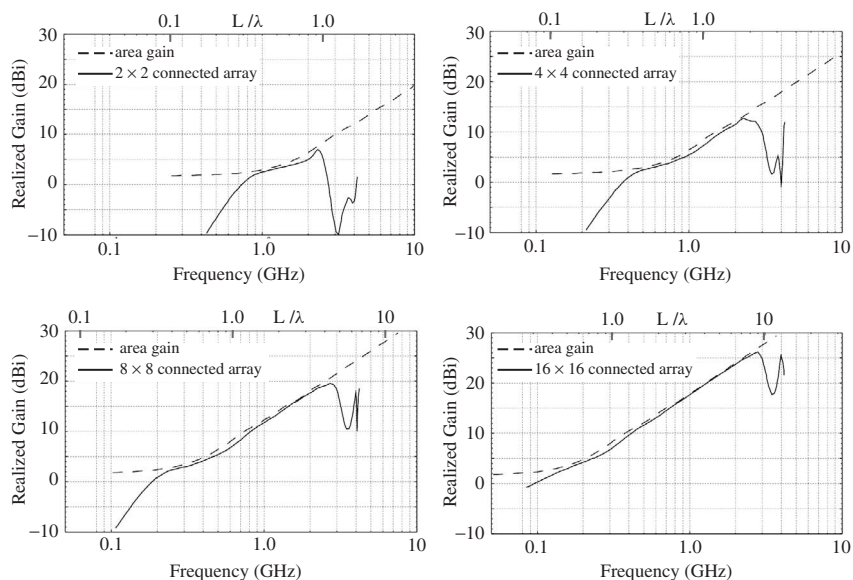 0.1 L /λ 1.0
30
20
10
0
−10
Realized Gain (dBi)
area gain
2 × 2 connected array
0.1 1.0 10
Frequency (GHz)
0.1 L /λ 1.0
30
20
10
0
−10
Realized Gain (dBi)
area gain
4 × 4 connected array
0.1 1.0 10
Frequency (GHz)
0.1 1.0 L /λ 10
30
20
10
0
−10
Realized Gain (dBi)
area gain
8 × 8 connected array
0.1 1.0 10
Frequency (GHz)
1.0 L /λ 10
30
20
10
0
−10
Realized Gain (dBi)
area gain
16 × 16 connected array
0.1 1.0 10
Frequency (GHz)